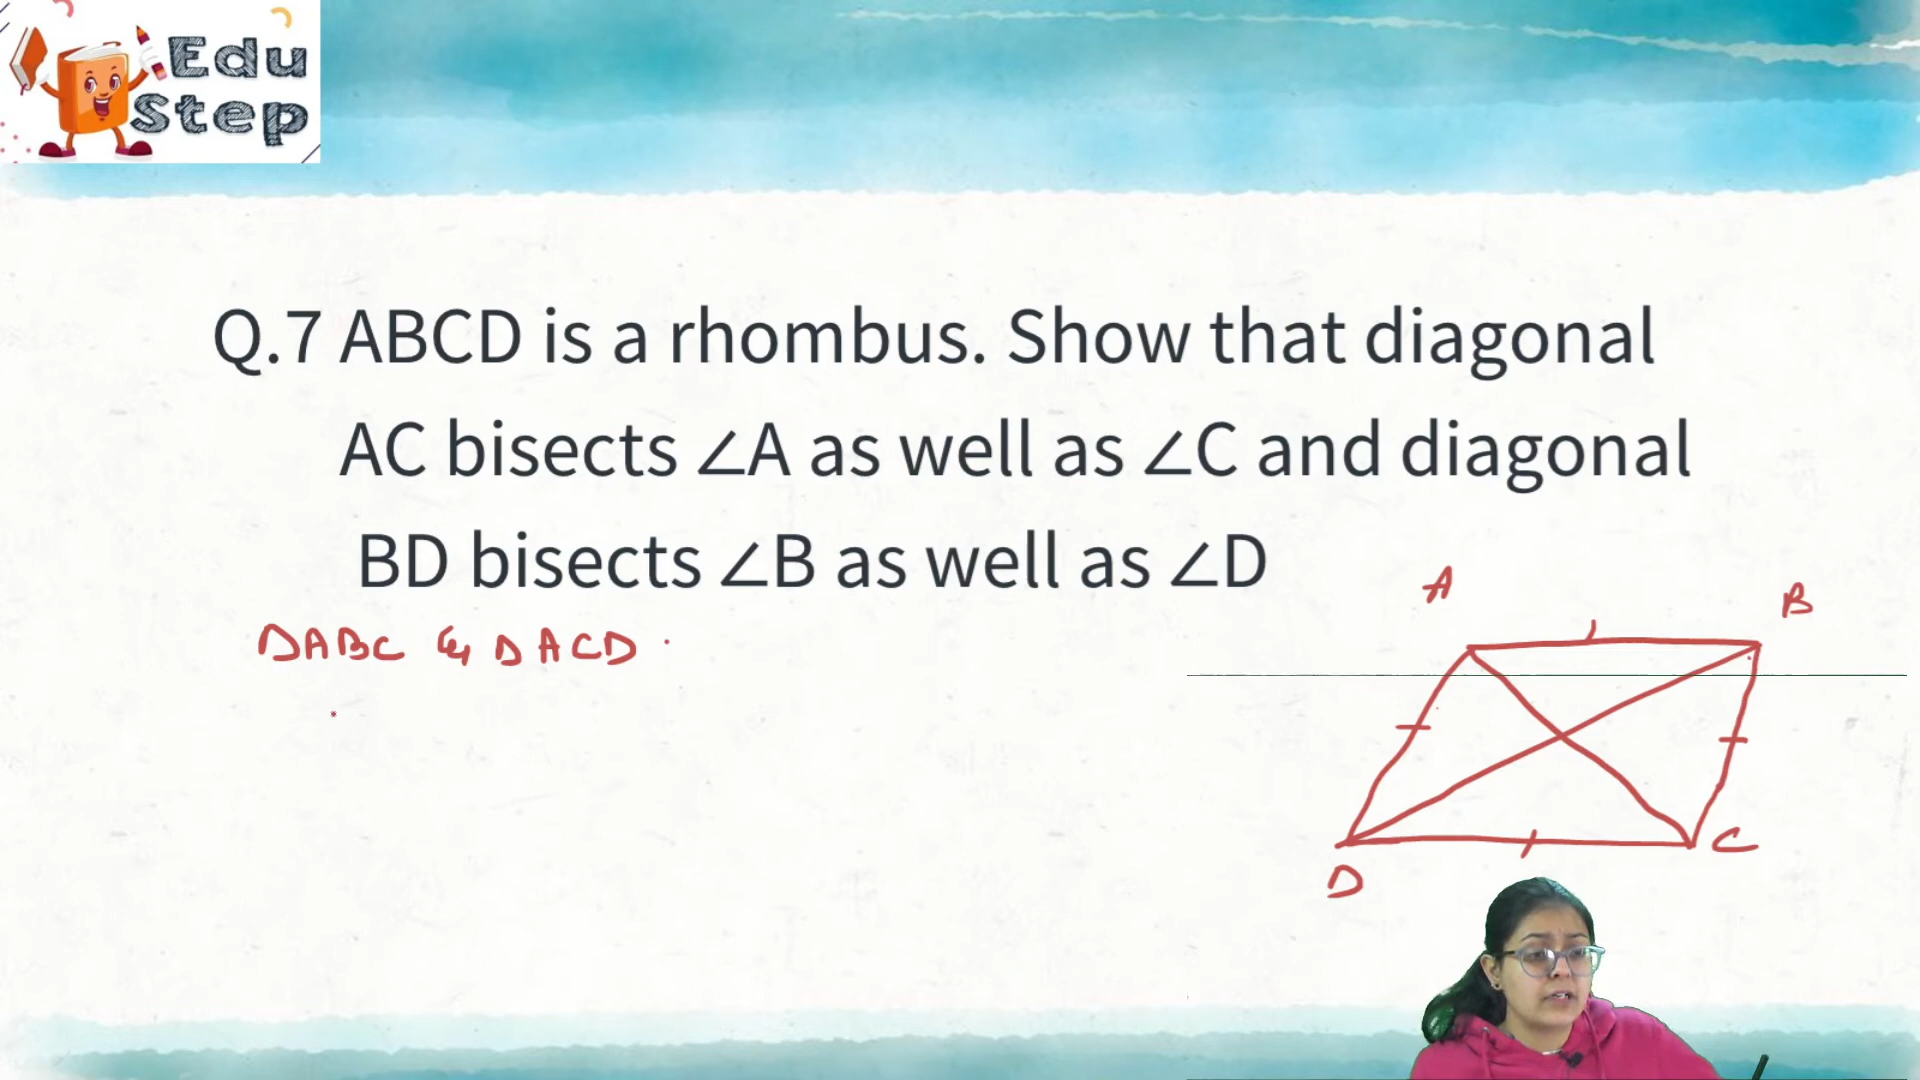 Edu
Step
Q.7 ABCD is a rhombus. Show that diagonal
AC bisects ∠A as well as ∠C and diagonal
BD bisects ∠B as well as ∠D
A
B
ΔABC & ΔACD
C
D